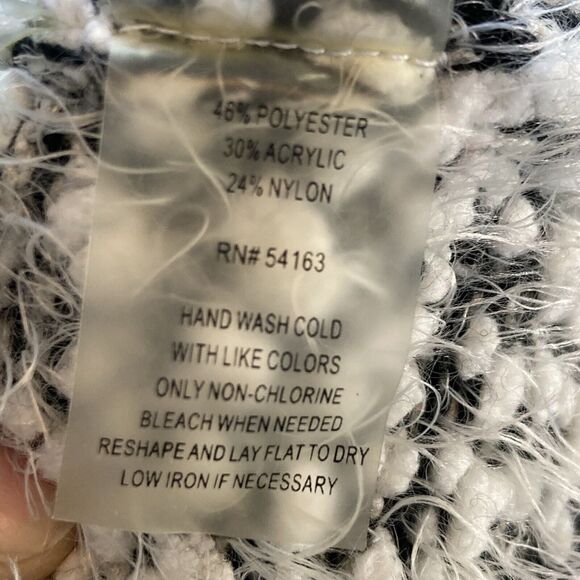 46% POLYESTER
30% ACRYLIC
24% NYLON
RN# 54163
HAND WASH COLD
WITH LIKE COLORS
ONLY NON-CHLORINE
BLEACH WHEN NEEDED
RESHAPE AND LAY FLAT TO DRY
LOW IRON IF NECESSARY